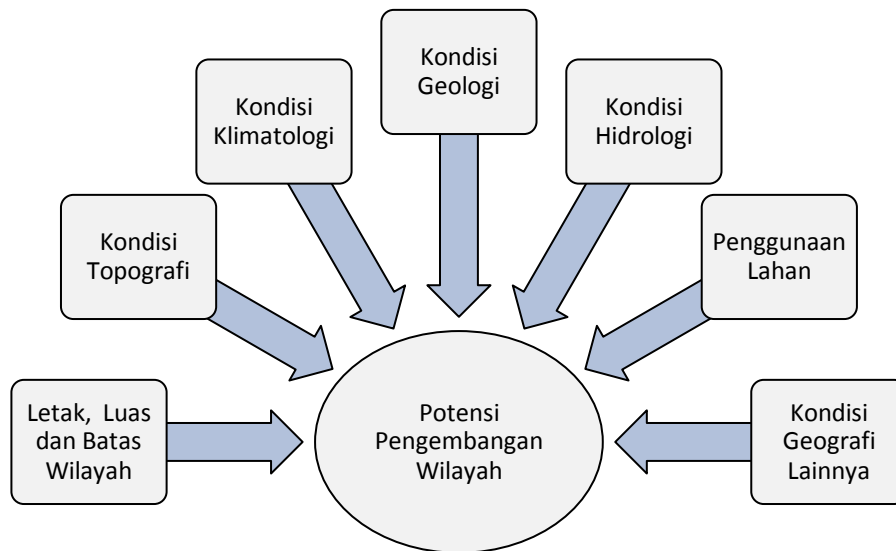 Kondisi
Geologi
Kondisi
Klimatologi
Kondisi
Hidrologi
Kondisi
Topografi
Penggunaan
Lahan
Letak, Luas
dan Batas
Wilayah
Potensi
Pengembangan
Wilayah
Kondisi
Geografi
Lainnya